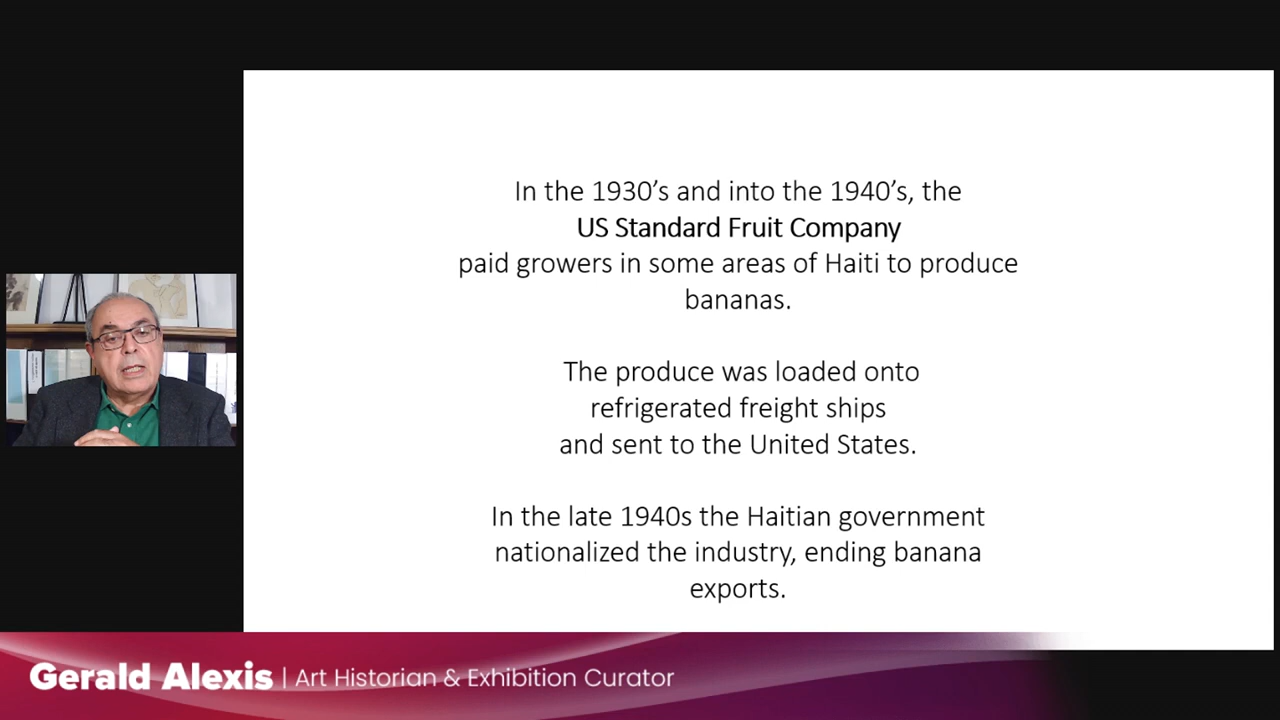 In the 1930’s and into the 1940’s, the
US Standard Fruit Company
paid growers in some areas of Haiti to produce
bananas.
The produce was loaded onto
refrigerated freight ships
and sent to the United States.
In the late 1940s the Haitian government
nationalized the industry, ending banana
exports.
Gerald Alexis | Art Historian & Exhibition Curator